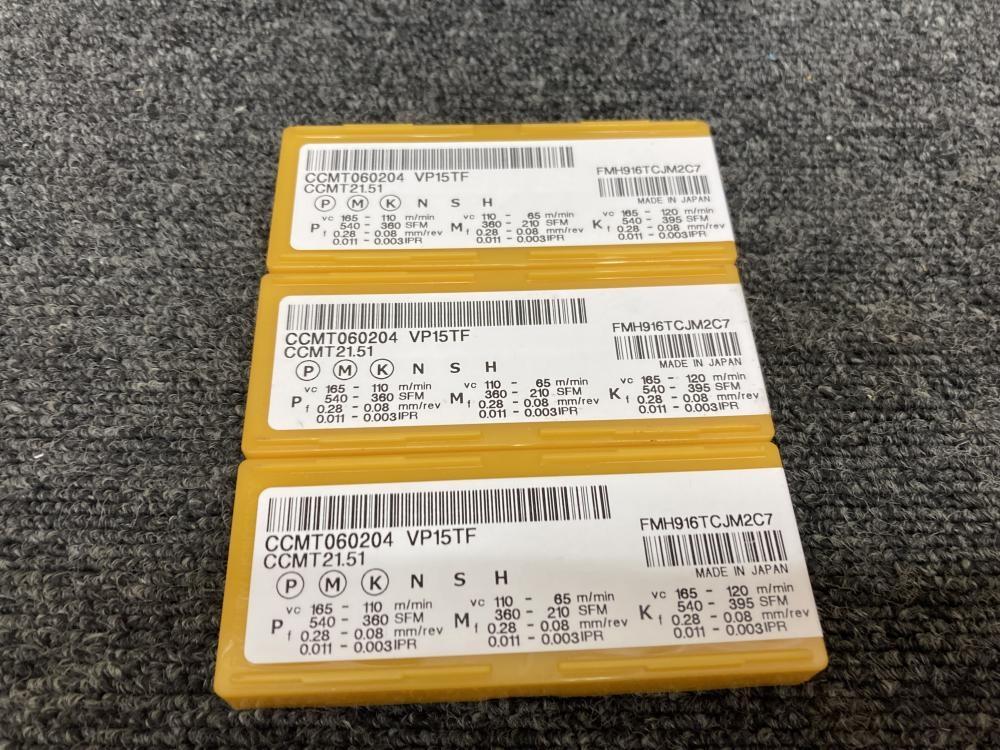 CCMT060204 VP15TF
CCMT21.51
FMH916TCJM2C7
MADE IN JAPAN
P M K N S H
P vc 165 - 110 m/min M vc 110 - 65 m/min K vc 165 - 120 m/min
540 - 360 SFM 360 - 210 SFM 540 - 395 SFM
f 0.28 - 0.08 mm/rev f 0.28 - 0.08 mm/rev f 0.28 - 0.08 mm/rev
0.011 - 0.003IPR 0.011 - 0.003IPR 0.011 - 0.003IPR
CCMT060204 VP15TF
CCMT21.51
FMH916TCJM2C7
MADE IN JAPAN
P M K N S H
P vc 165 - 110 m/min M vc 110 - 65 m/min K vc 165 - 120 m/min
540 - 360 SFM 360 - 210 SFM 540 - 395 SFM
f 0.28 - 0.08 mm/rev f 0.28 - 0.08 mm/rev f 0.28 - 0.08 mm/rev
0.011 - 0.003IPR 0.011 - 0.003IPR 0.011 - 0.003IPR
CCMT060204 VP15TF
CCMT21.51
FMH916TCJM2C7
MADE IN JAPAN
P M K N S H
P vc 165 - 110 m/min M vc 110 - 65 m/min K vc 165 - 120 m/min
540 - 360 SFM 360 - 210 SFM 540 - 395 SFM
f 0.28 - 0.08 mm/rev f 0.28 - 0.08 mm/rev f 0.28 - 0.08 mm/rev
0.011 - 0.003IPR 0.011 - 0.003IPR 0.011 - 0.003IPR